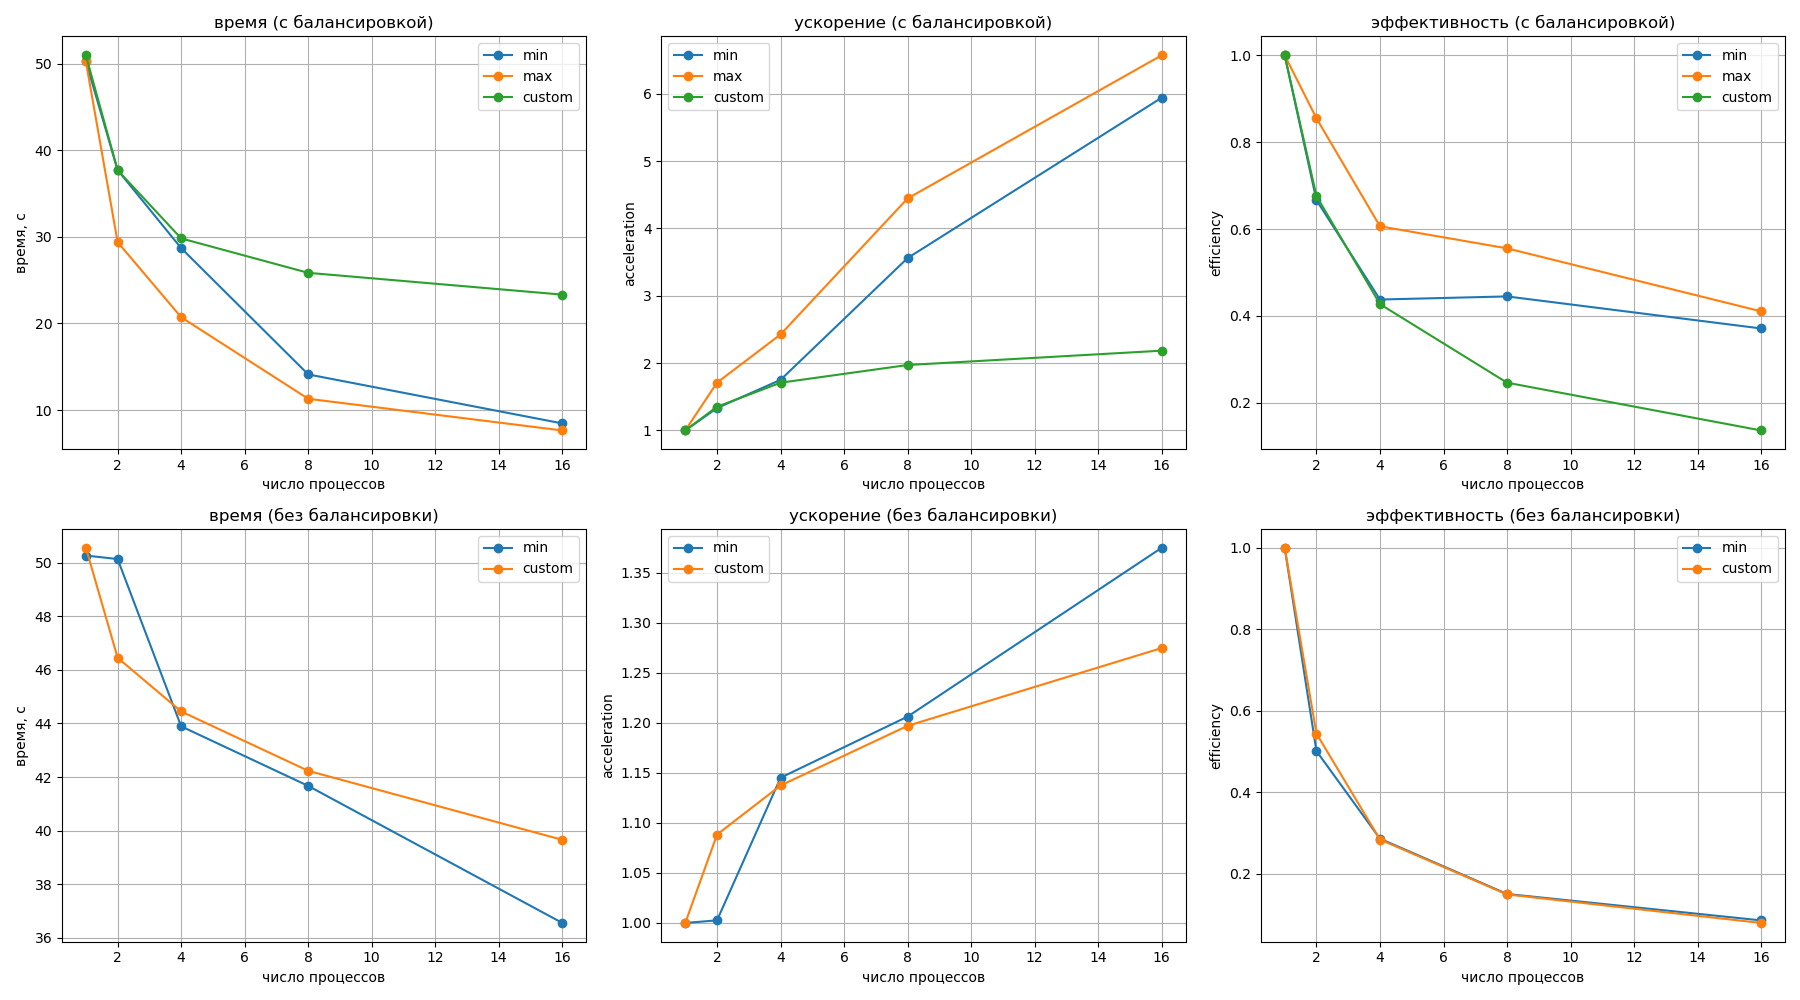 время (с балансировкой)
50
40
30
20
10
время, с
2 4 6 8 10 12 14 16
число процессов
min
max
custom
ускорение (с балансировкой)
6
5
4
3
2
1
acceleration
2 4 6 8 10 12 14 16
число процессов
min
max
custom
эффективность (с балансировкой)
1.0
0.8
0.6
0.4
0.2
efficiency
2 4 6 8 10 12 14 16
число процессов
min
max
custom
время (без балансировки)
50
48
46
44
42
40
38
36
время, с
2 4 6 8 10 12 14 16
число процессов
min
custom
ускорение (без балансировки)
1.35
1.30
1.25
1.20
1.15
1.10
1.05
1.00
acceleration
2 4 6 8 10 12 14 16
число процессов
min
custom
эффективность (без балансировки)
1.0
0.8
0.6
0.4
0.2
efficiency
2 4 6 8 10 12 14 16
число процессов
min
custom